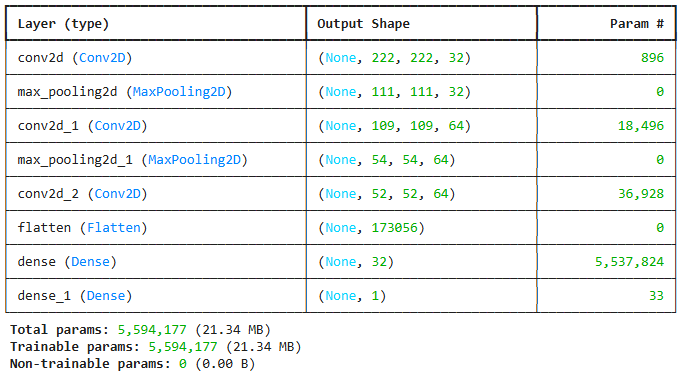 Layer (type) Output Shape Param #
conv2d (Conv2D) (None, 222, 222, 32) 896
max_pooling2d (MaxPooling2D) (None, 111, 111, 32) 0
conv2d_1 (Conv2D) (None, 109, 109, 64) 18,496
max_pooling2d_1 (MaxPooling2D) (None, 54, 54, 64) 0
conv2d_2 (Conv2D) (None, 52, 52, 64) 36,928
flatten (Flatten) (None, 173056) 0
dense (Dense) (None, 32) 5,537,824
dense_1 (Dense) (None, 1) 33
Total params: 5,594,177 (21.34 MB)
Trainable params: 5,594,177 (21.34 MB)
Non-trainable params: 0 (0.00 B)